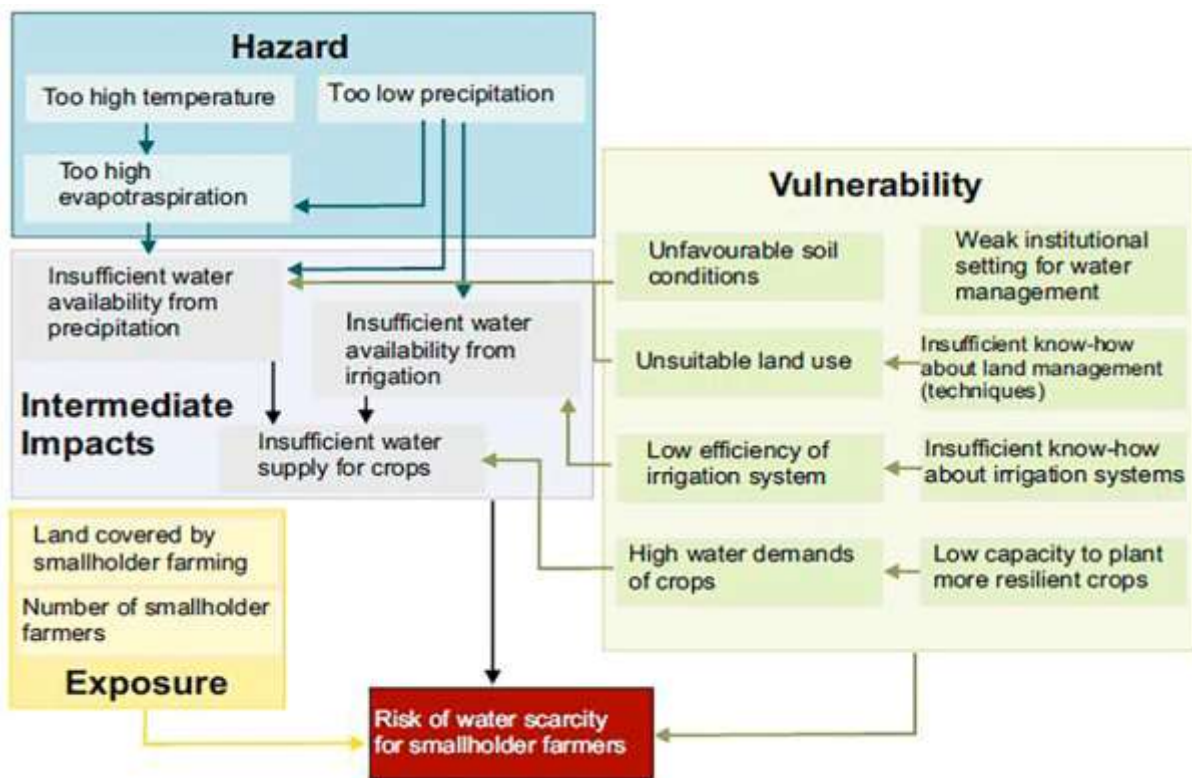 Hazard
Too high temperature
Too low precipitation
Too high
evapotraspiration
Vulnerability
Unfavourable soil
conditions
Weak institutional
setting for water
management
Insufficient water
availability from
precipitation
Insufficient water
availability from
irrigation
Unsuitable land use
Insufficient know-how
about land management
(techniques)
Intermediate
Impacts
Insufficient water
supply for crops
Low efficiency of
irrigation system
Insufficient know-how
about irrigation systems
Land covered by
smallholder farming
Number of smallholder
farmers
Exposure
High water demands
of crops
Low capacity to plant
more resilient crops
Risk of water scarcity
for smallholder farmers